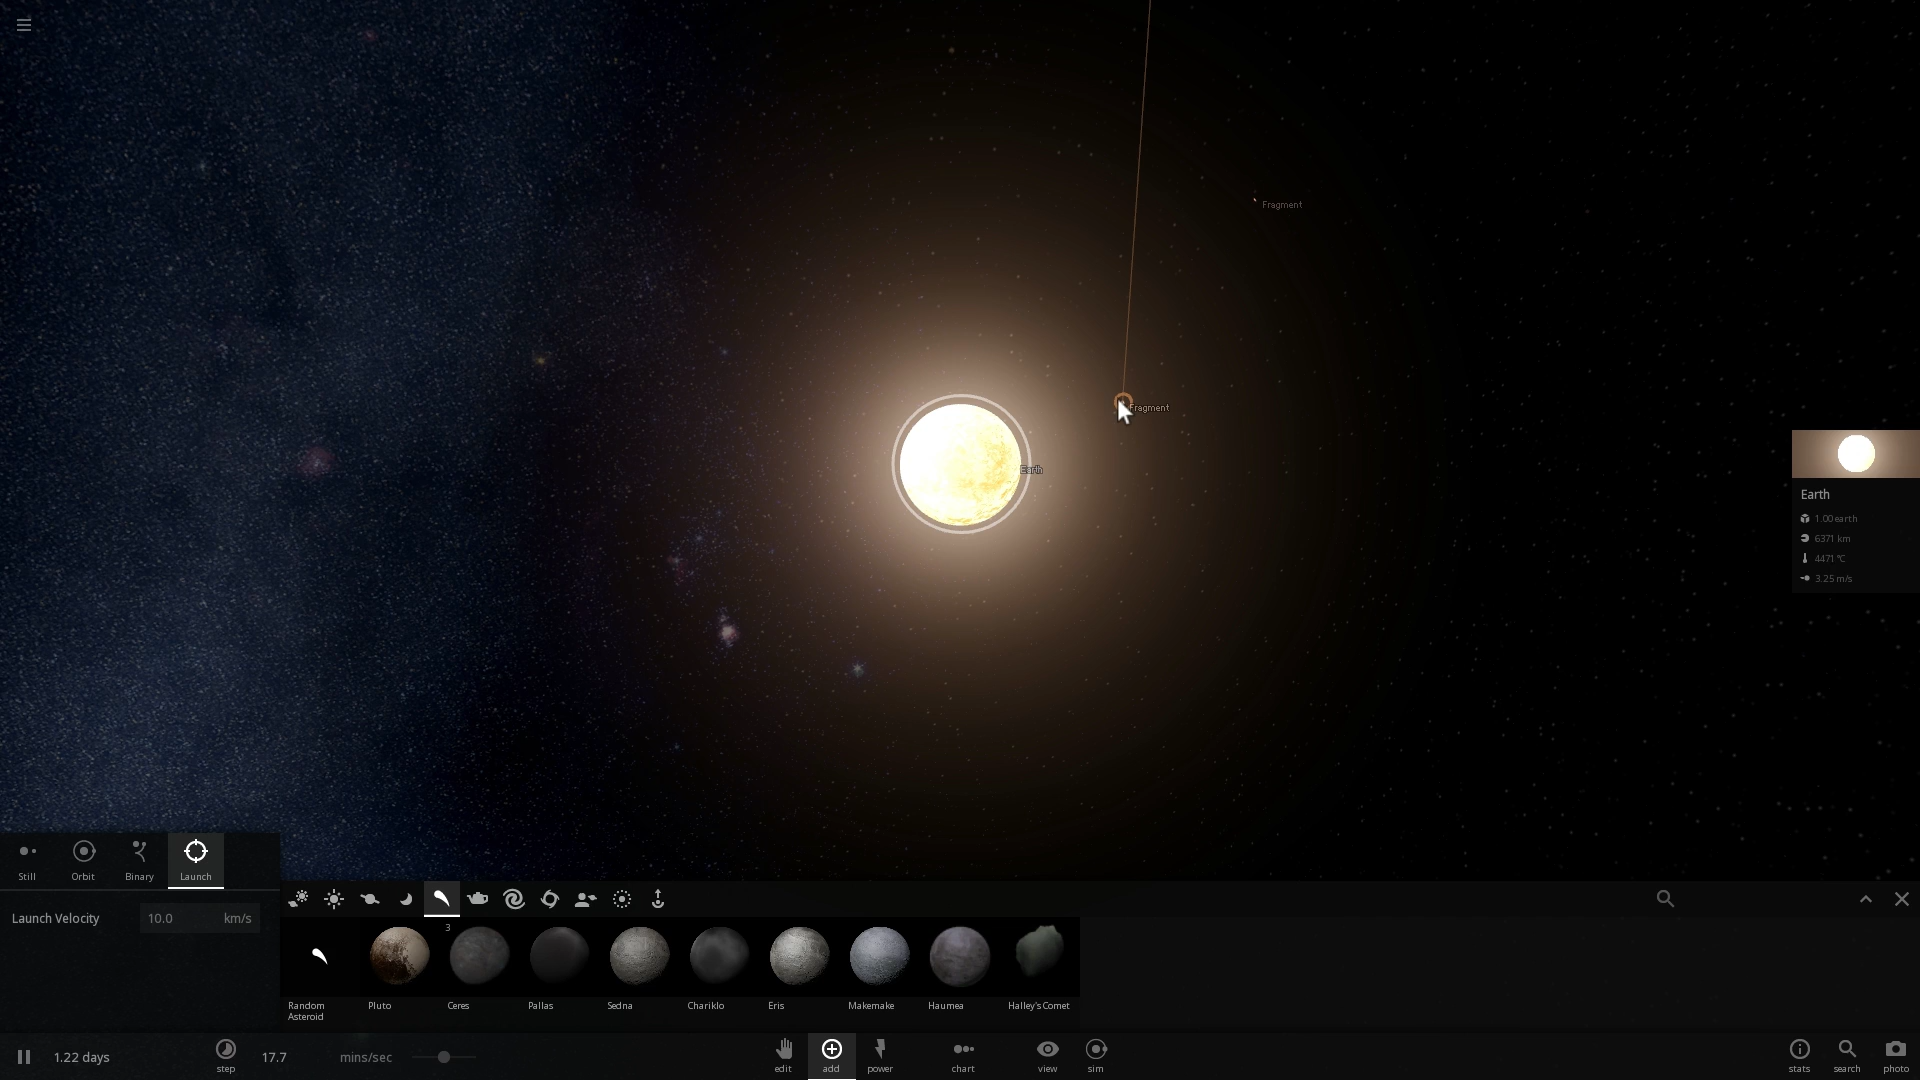 Fragment
Fragment
Earth
Earth
1.00 earth
6371 km
4471 °C
3.25 m/s
Still
Orbit
Binary
Launch
Launch Velocity
10.0
km/s
3
Random
Asteroid
Pluto
Ceres
Pallas
Sedna
Chariklo
Eris
Makemake
Haumea
Halley's Comet
1.22 days
step
17.7
mins/sec
edit
add
power
chart
view
sim
stats
search
photo